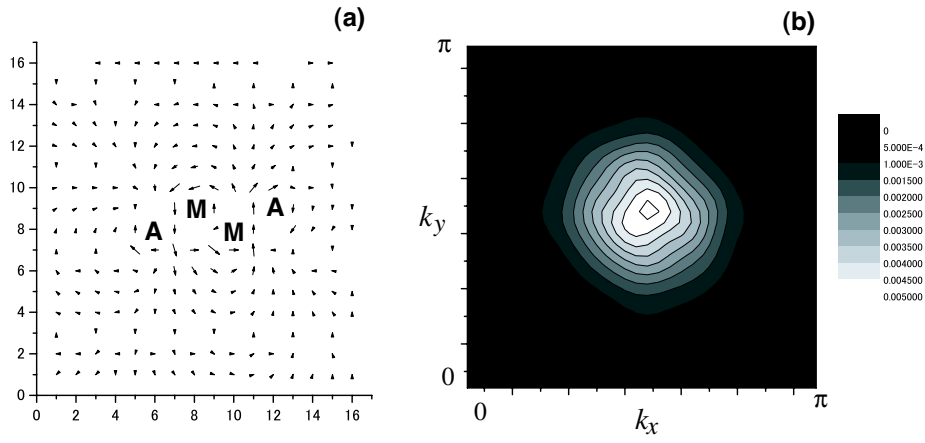 (a)
16
14
12
10
8
6
4
2
0
0 2 4 6 8 10 12 14 16
A
M
M
A
(b)
π
k_y
0
0
k_x
π
0
5.000E-4
1.000E-3
0.001500
0.002000
0.002500
0.003000
0.003500
0.004000
0.004500
0.005000